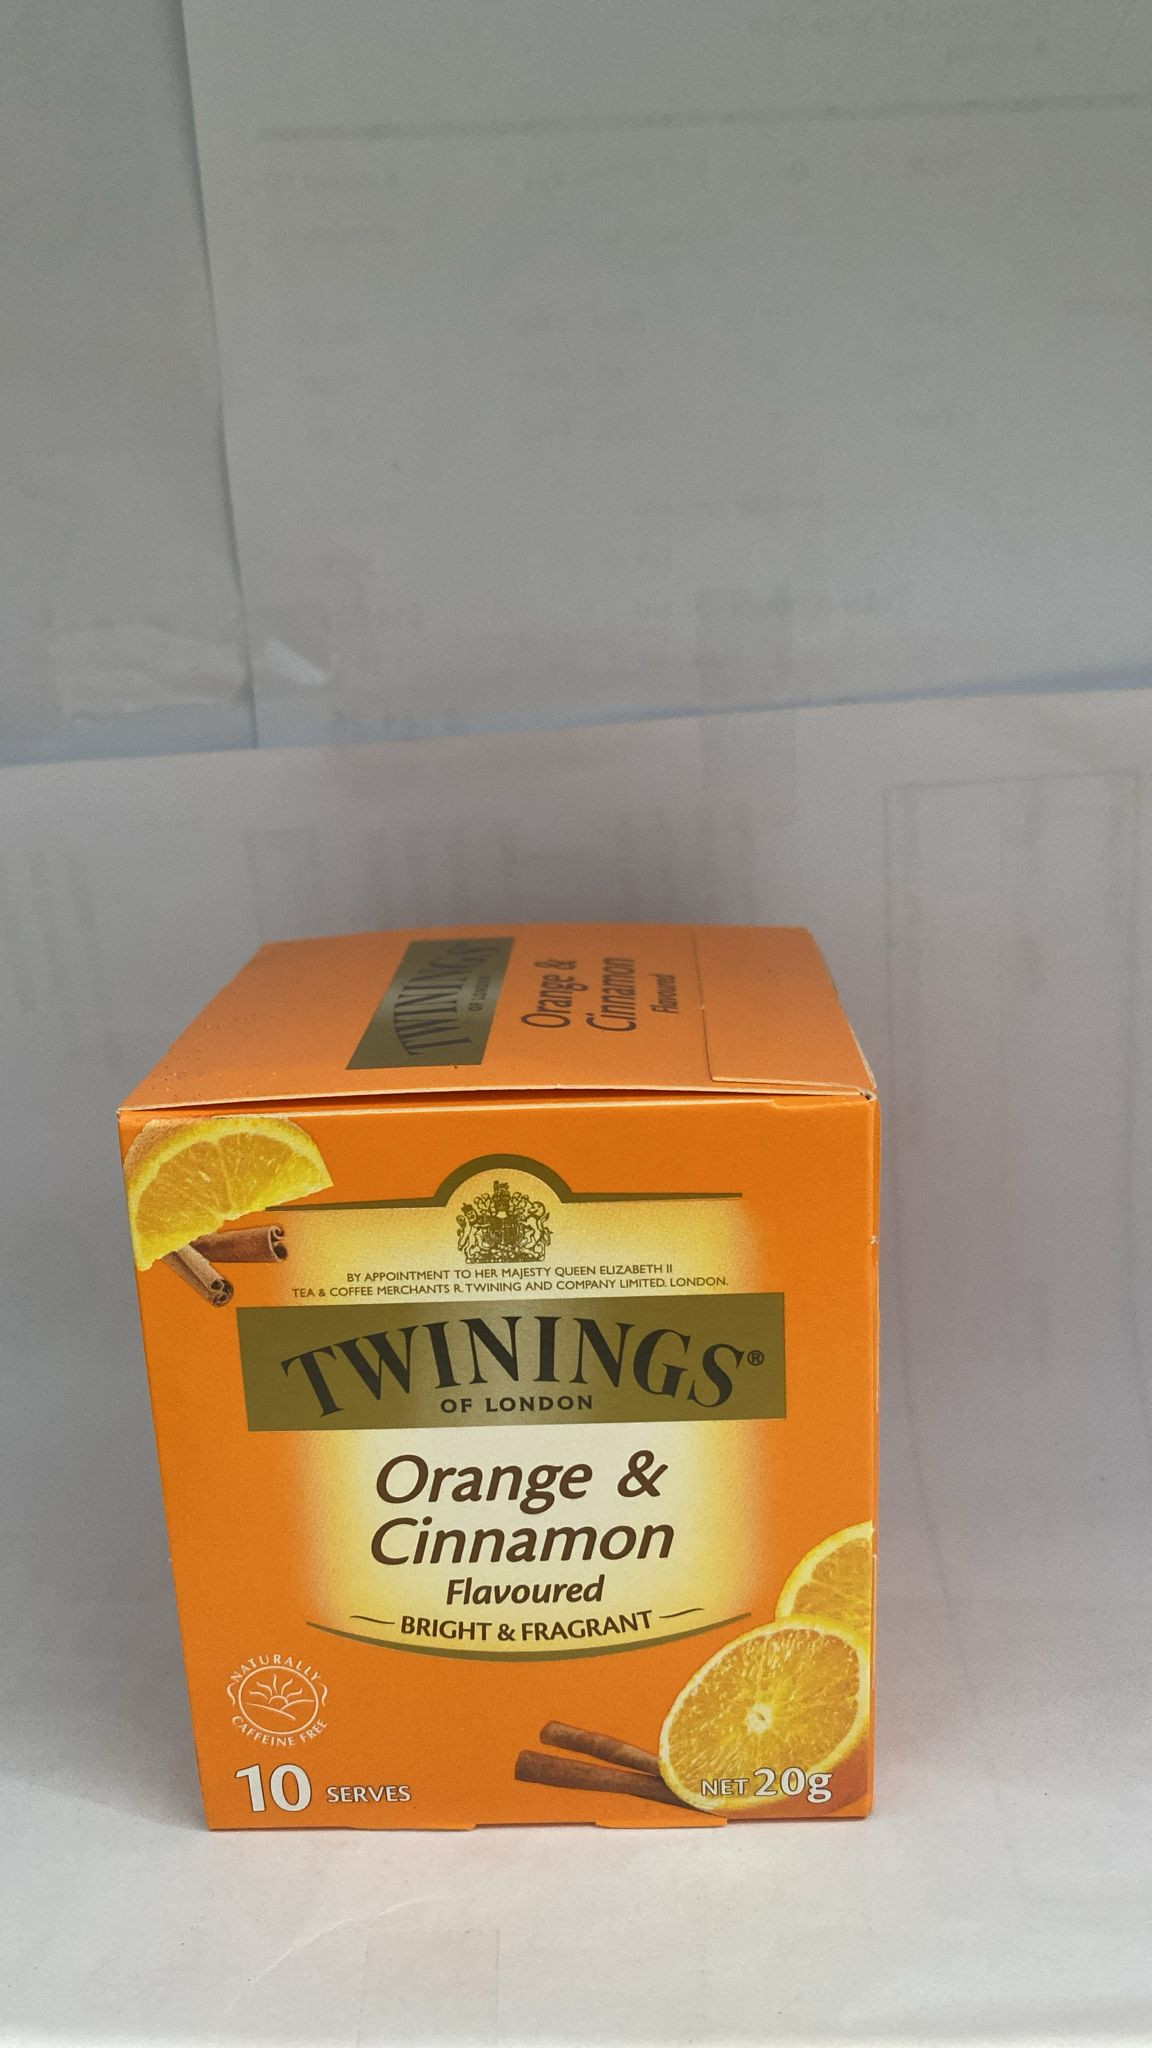 TWININGS®
OF LONDON
Orange &
Cinnamon
Flavoured
BY APPOINTMENT TO HER MAJESTY QUEEN ELIZABETH II
TEA & COFFEE MERCHANTS R. TWINING AND COMPANY LIMITED. LONDON.
TWININGS®
OF LONDON
Orange &
Cinnamon
Flavoured
BRIGHT & FRAGRANT
NATURALLY
CAFFEINE FREE
10 SERVES
NET 20g